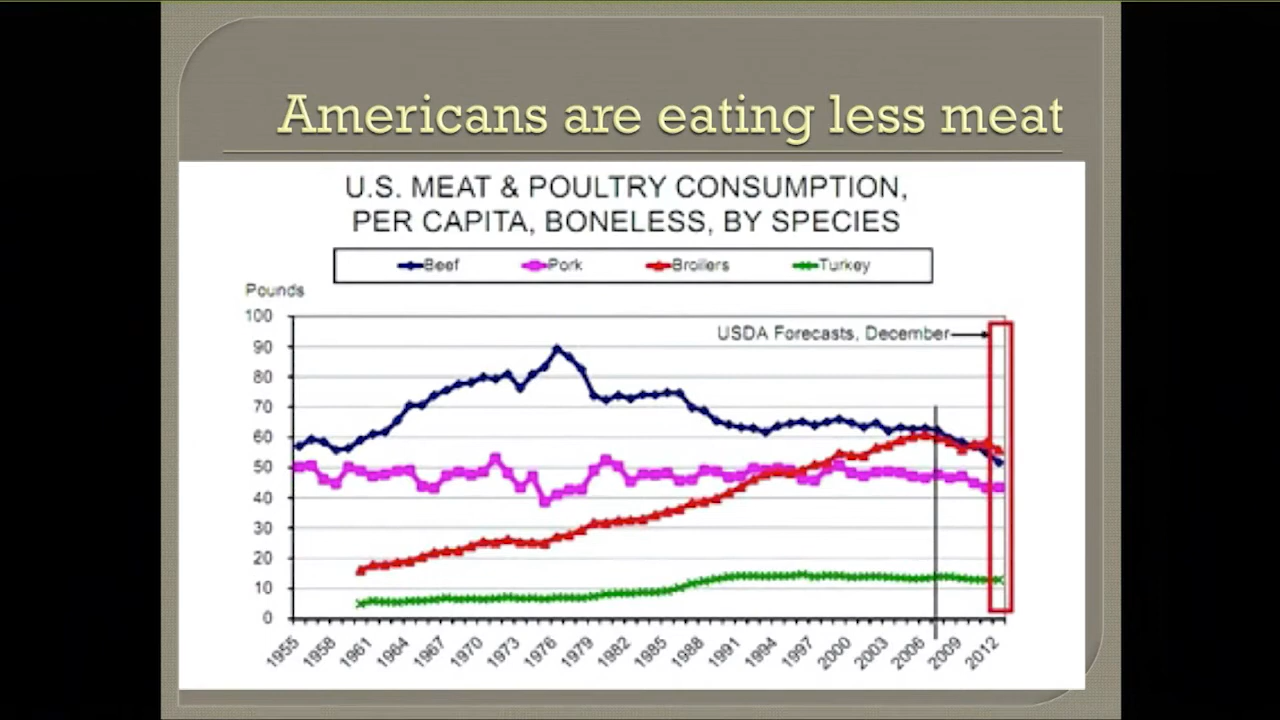 Americans are eating less meat
U.S. MEAT & POULTRY CONSUMPTION,
PER CAPITA, BONELESS, BY SPECIES
Beef Pork Broilers Turkey
Pounds
USDA Forecasts, December
100
90
80
70
60
50
40
30
20
10
0
1955 1958 1961 1964 1967 1970 1973 1976 1979 1982 1985 1988 1991 1994 1997 2000 2003 2006 2009 2012